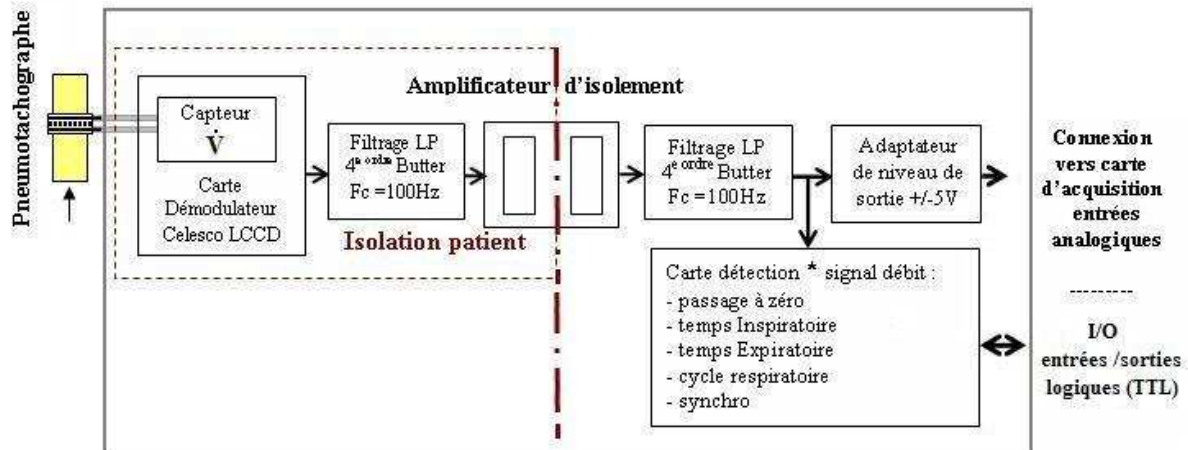 Pneumotachographe
Capteur
V̇
Carte
Démodulateur
Celesco LCCD
Filtrage LP
4e ordre Butter
Fc =100Hz
Amplificateur d'isolement
Isolation patient
Filtrage LP
4e ordre Butter
Fc =100Hz
Adaptateur
de niveau de
sortie +/-5V
Carte détection * signal débit :
- passage à zéro
- temps Inspiratoire
- temps Expiratoire
- cycle respiratoire
- synchro
Connexion
vers carte
d'acquisition
entrées
analogiques
---------
I/O
entrées /sorties
logiques (TTL)